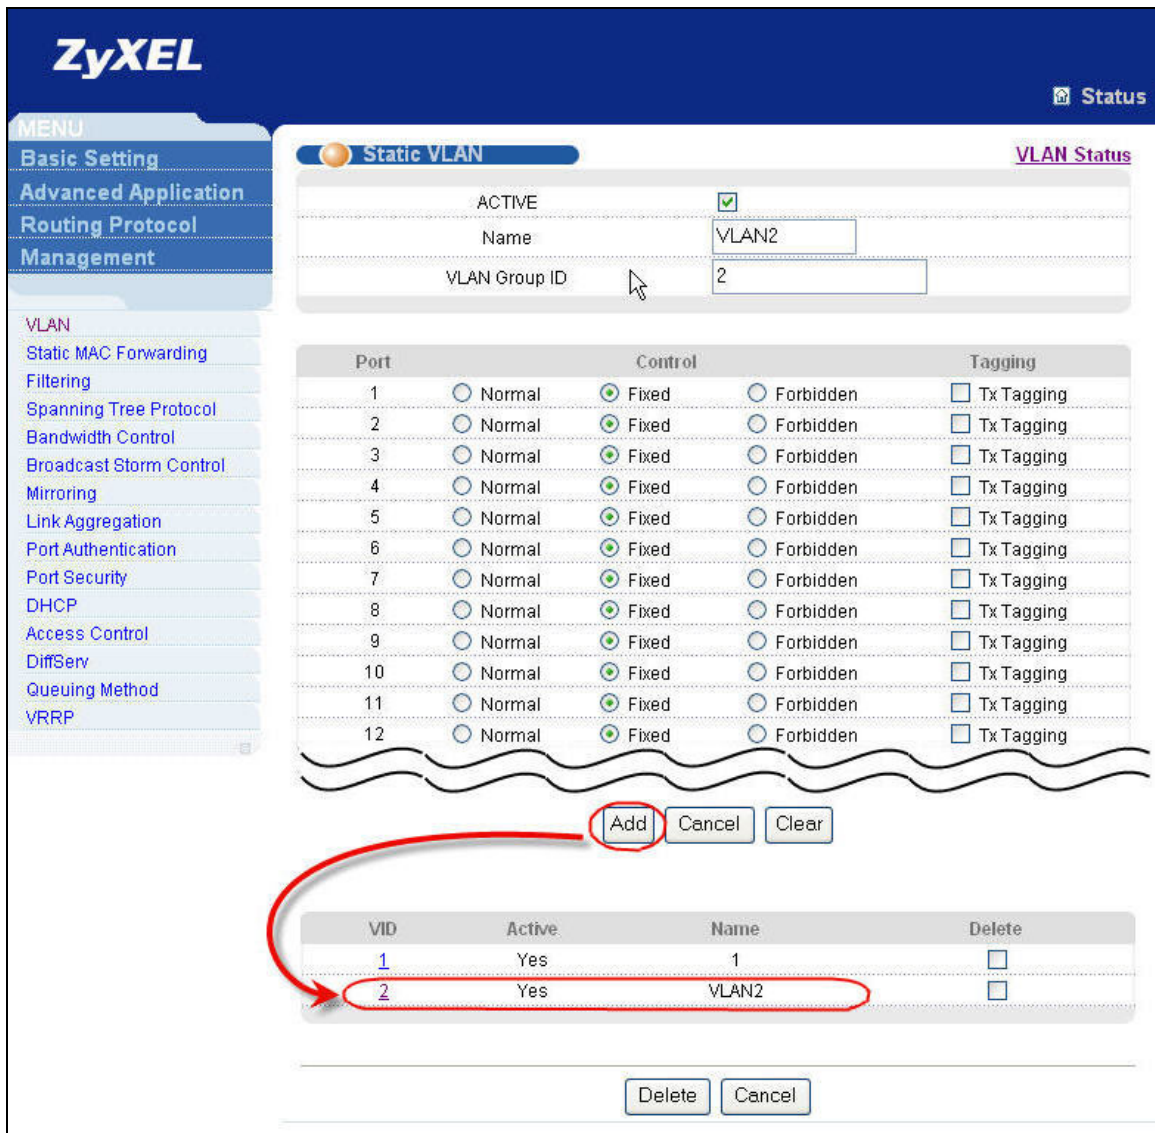 ZyXEL
Status
MENU
Basic Setting
Advanced Application
Routing Protocol
Management
VLAN
Static MAC Forwarding
Filtering
Spanning Tree Protocol
Bandwidth Control
Broadcast Storm Control
Mirroring
Link Aggregation
Port Authentication
Port Security
DHCP
Access Control
DiffServ
Queuing Method
VRRP
Static VLAN VLAN Status
ACTIVE
Name VLAN2
VLAN Group ID 2
Port Control Tagging
1 Normal Fixed Forbidden Tx Tagging
2 Normal Fixed Forbidden Tx Tagging
3 Normal Fixed Forbidden Tx Tagging
4 Normal Fixed Forbidden Tx Tagging
5 Normal Fixed Forbidden Tx Tagging
6 Normal Fixed Forbidden Tx Tagging
7 Normal Fixed Forbidden Tx Tagging
8 Normal Fixed Forbidden Tx Tagging
9 Normal Fixed Forbidden Tx Tagging
10 Normal Fixed Forbidden Tx Tagging
11 Normal Fixed Forbidden Tx Tagging
12 Normal Fixed Forbidden Tx Tagging
Add Cancel Clear
VID Active Name Delete
1 Yes 1
2 Yes VLAN2
Delete Cancel